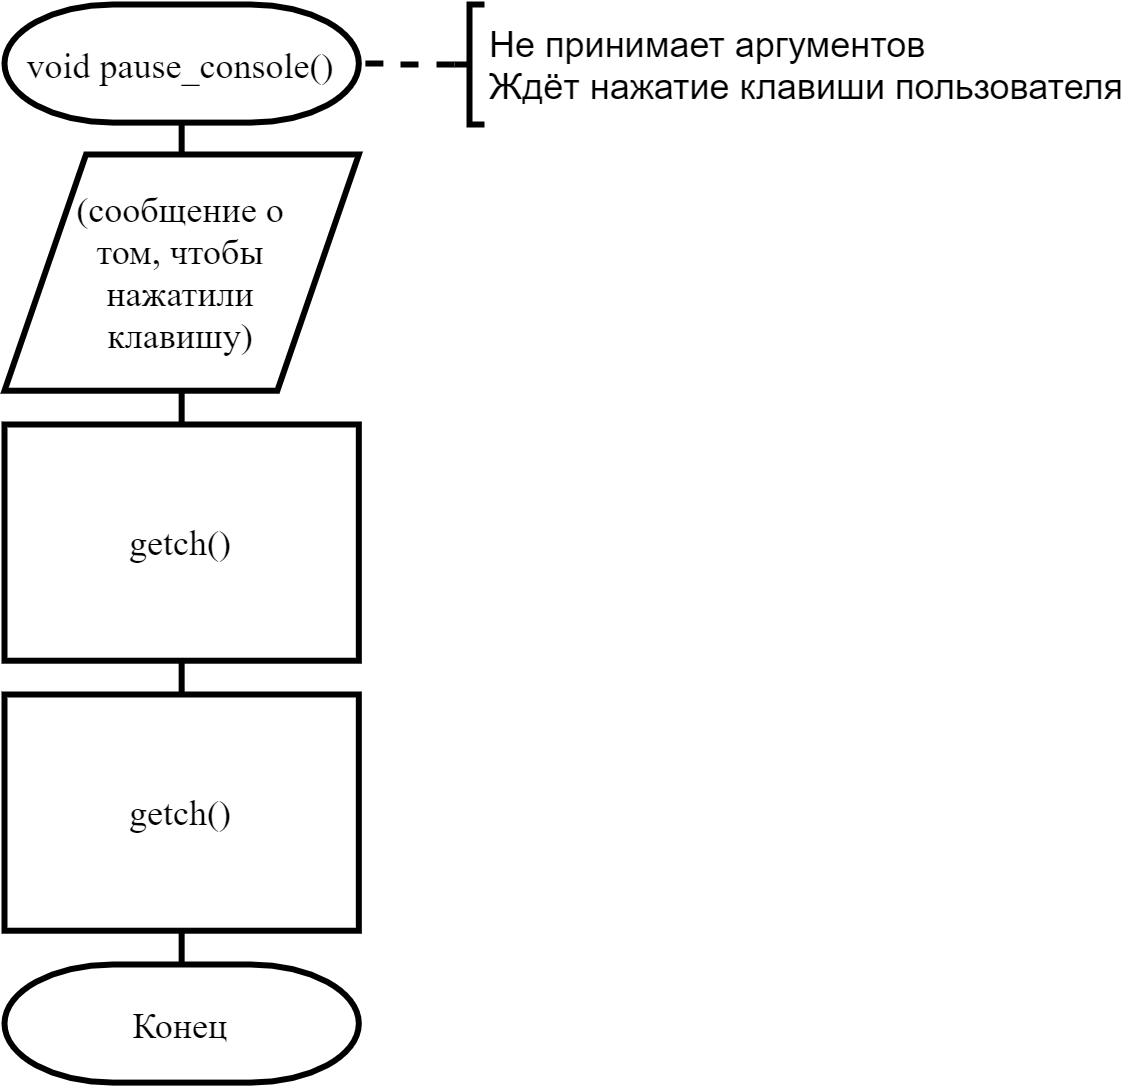 void pause_console()
Не принимает аргументов
Ждёт нажатие клавиши пользователя
(сообщение о
том, чтобы
нажатили
клавишу)
getch()
getch()
Конец